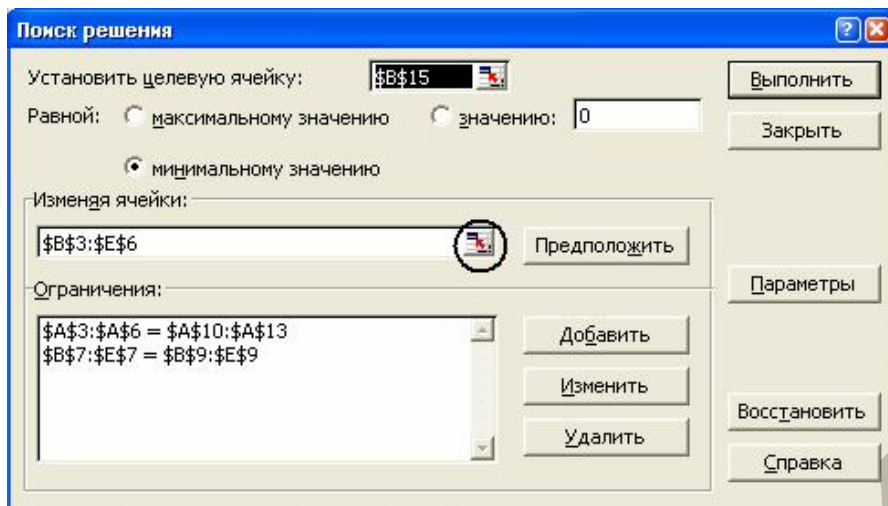 Поиск решения
Установить целевую ячейку: $B$15
Выполнить
Равной: максимальному значению значению: 0
Закрыть
минимальному значению
Изменяя ячейки:
$B$3:$E$6
Предположить
Параметры
Ограничения:
$A$3:$A$6 = $A$10:$A$13
$B$7:$E$7 = $B$9:$E$9
Добавить
Изменить
Удалить
Восстановить
Справка